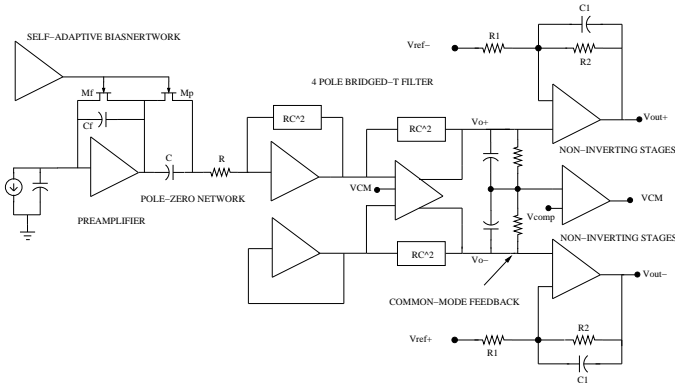 C1
R1
Vref−
R2
SELF−ADAPTIVE BIASNERTWORK
4 POLE BRIDGED−T FILTER
Mf
Mp
Vo+
Vout+
RC^2
RC^2
Cf
NON−INVERTING STAGES
C
R
VCM
VCM
POLE−ZERO NETWORK
Vcomp
PREAMPLIFIER
NON−INVERTING STAGES
RC^2
Vo−
Vout−
COMMON−MODE FEEDBACK
R2
Vref+
R1
C1